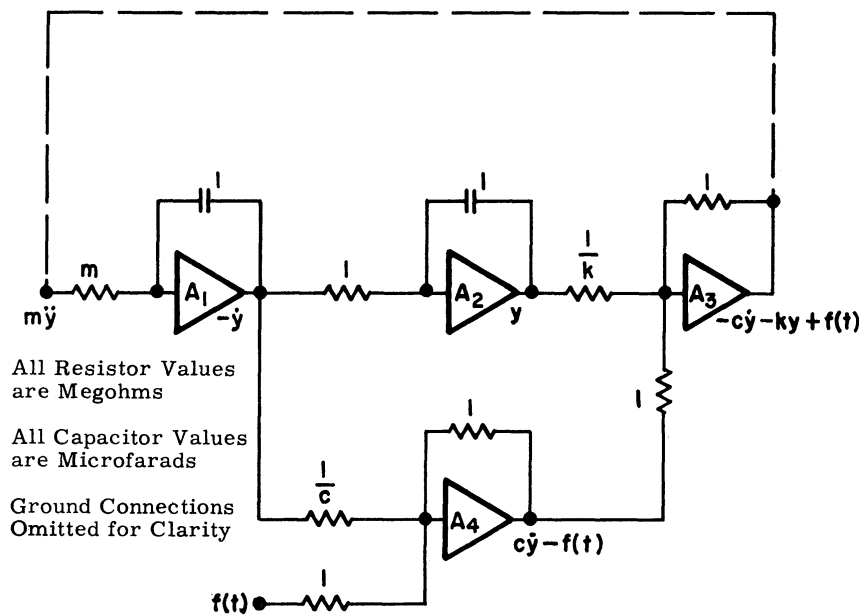 1
1
1
m
A₁
1
A₂
1/k
A₃
mÿ
-ẏ
y
-cẏ-ky+f(t)
All Resistor Values
are Megohms
1
All Capacitor Values
are Microfarads
1
Ground Connections
Omitted for Clarity
1/c
A₄
cẏ-f(t)
f(t)
1